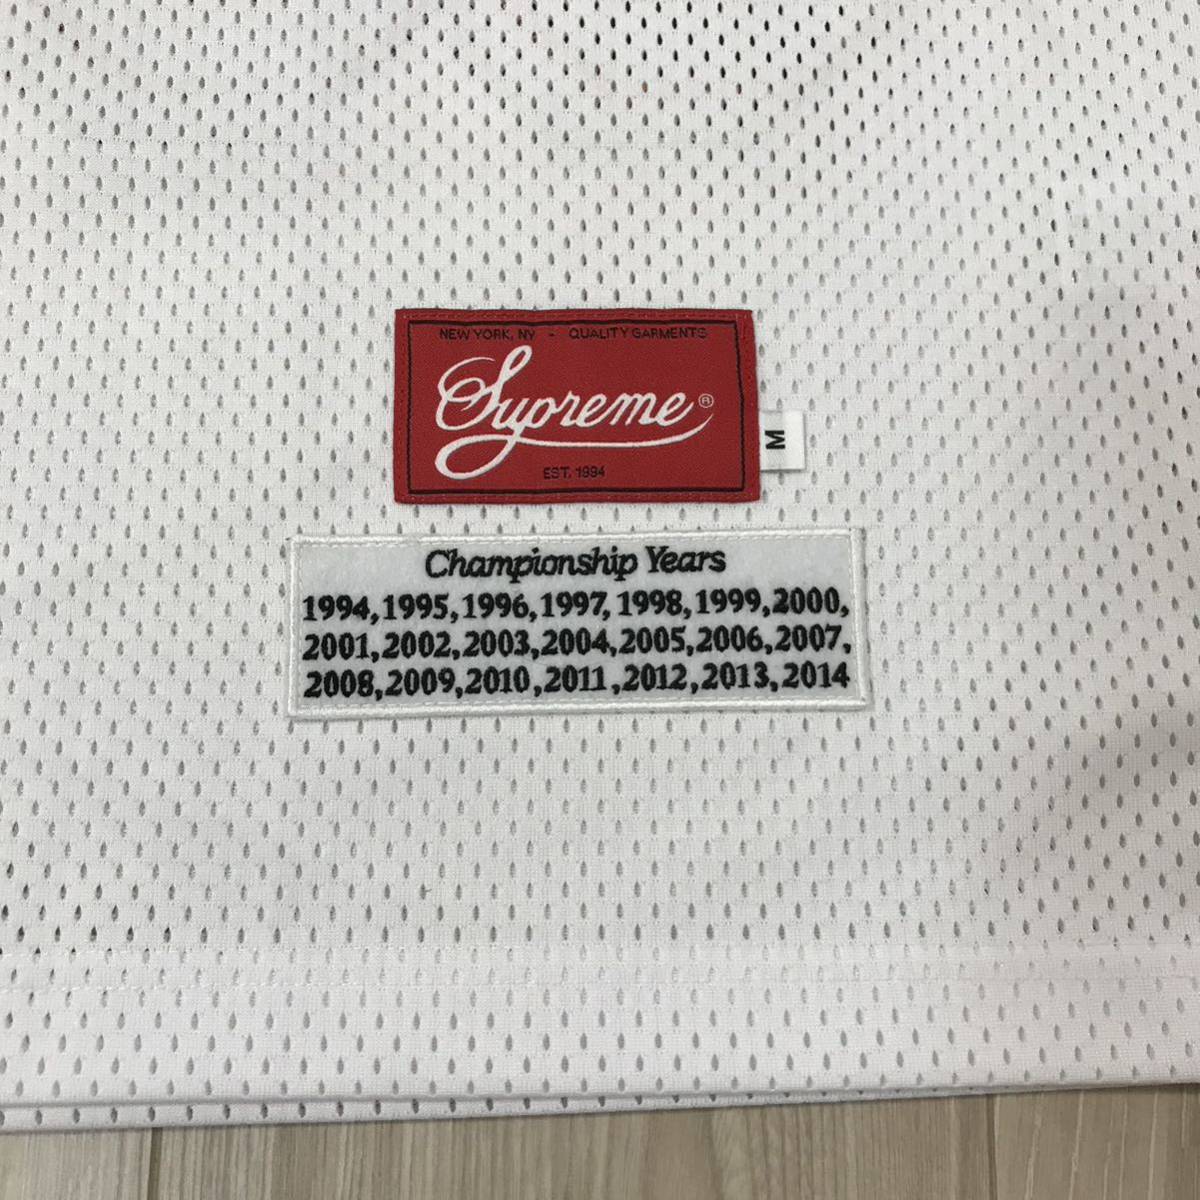 NEW YORK, NY - QUALITY GARMENTS
Supreme®
EST. 1994
M
Championship Years
1994,1995,1996,1997,1998,1999,2000,
2001,2002,2003,2004,2005,2006,2007,
2008,2009,2010,2011,2012,2013,2014